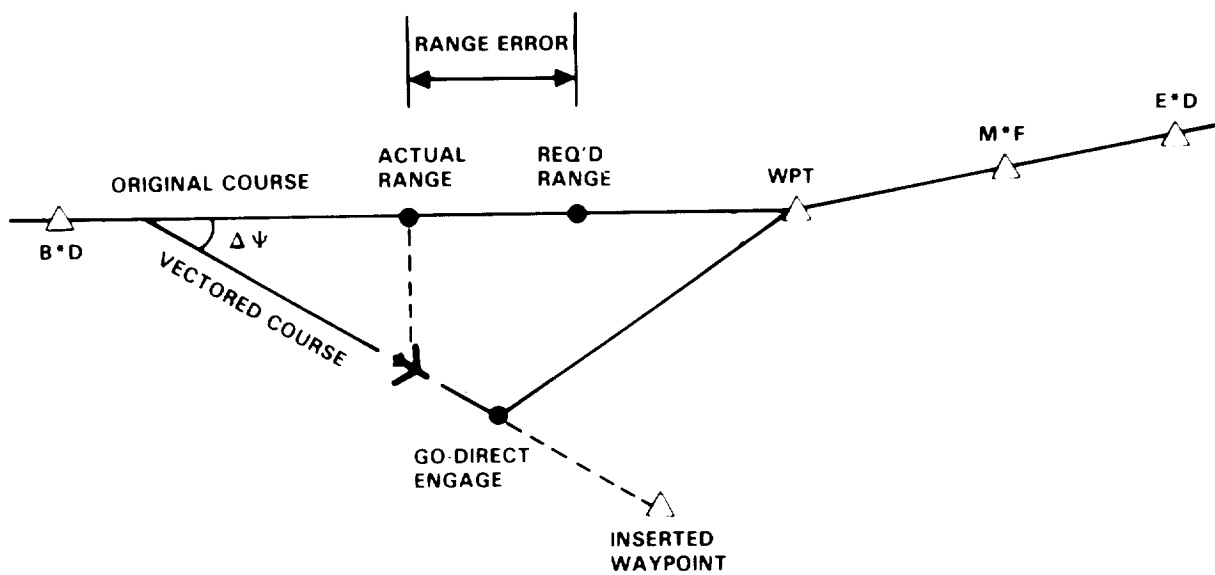 RANGE ERROR
E*D
M*F
ACTUAL
RANGE
REQ'D
RANGE
WPT
ORIGINAL COURSE
B*D
ΔΨ
VECTORED COURSE
GO-DIRECT
ENGAGE
INSERTED
WAYPOINT